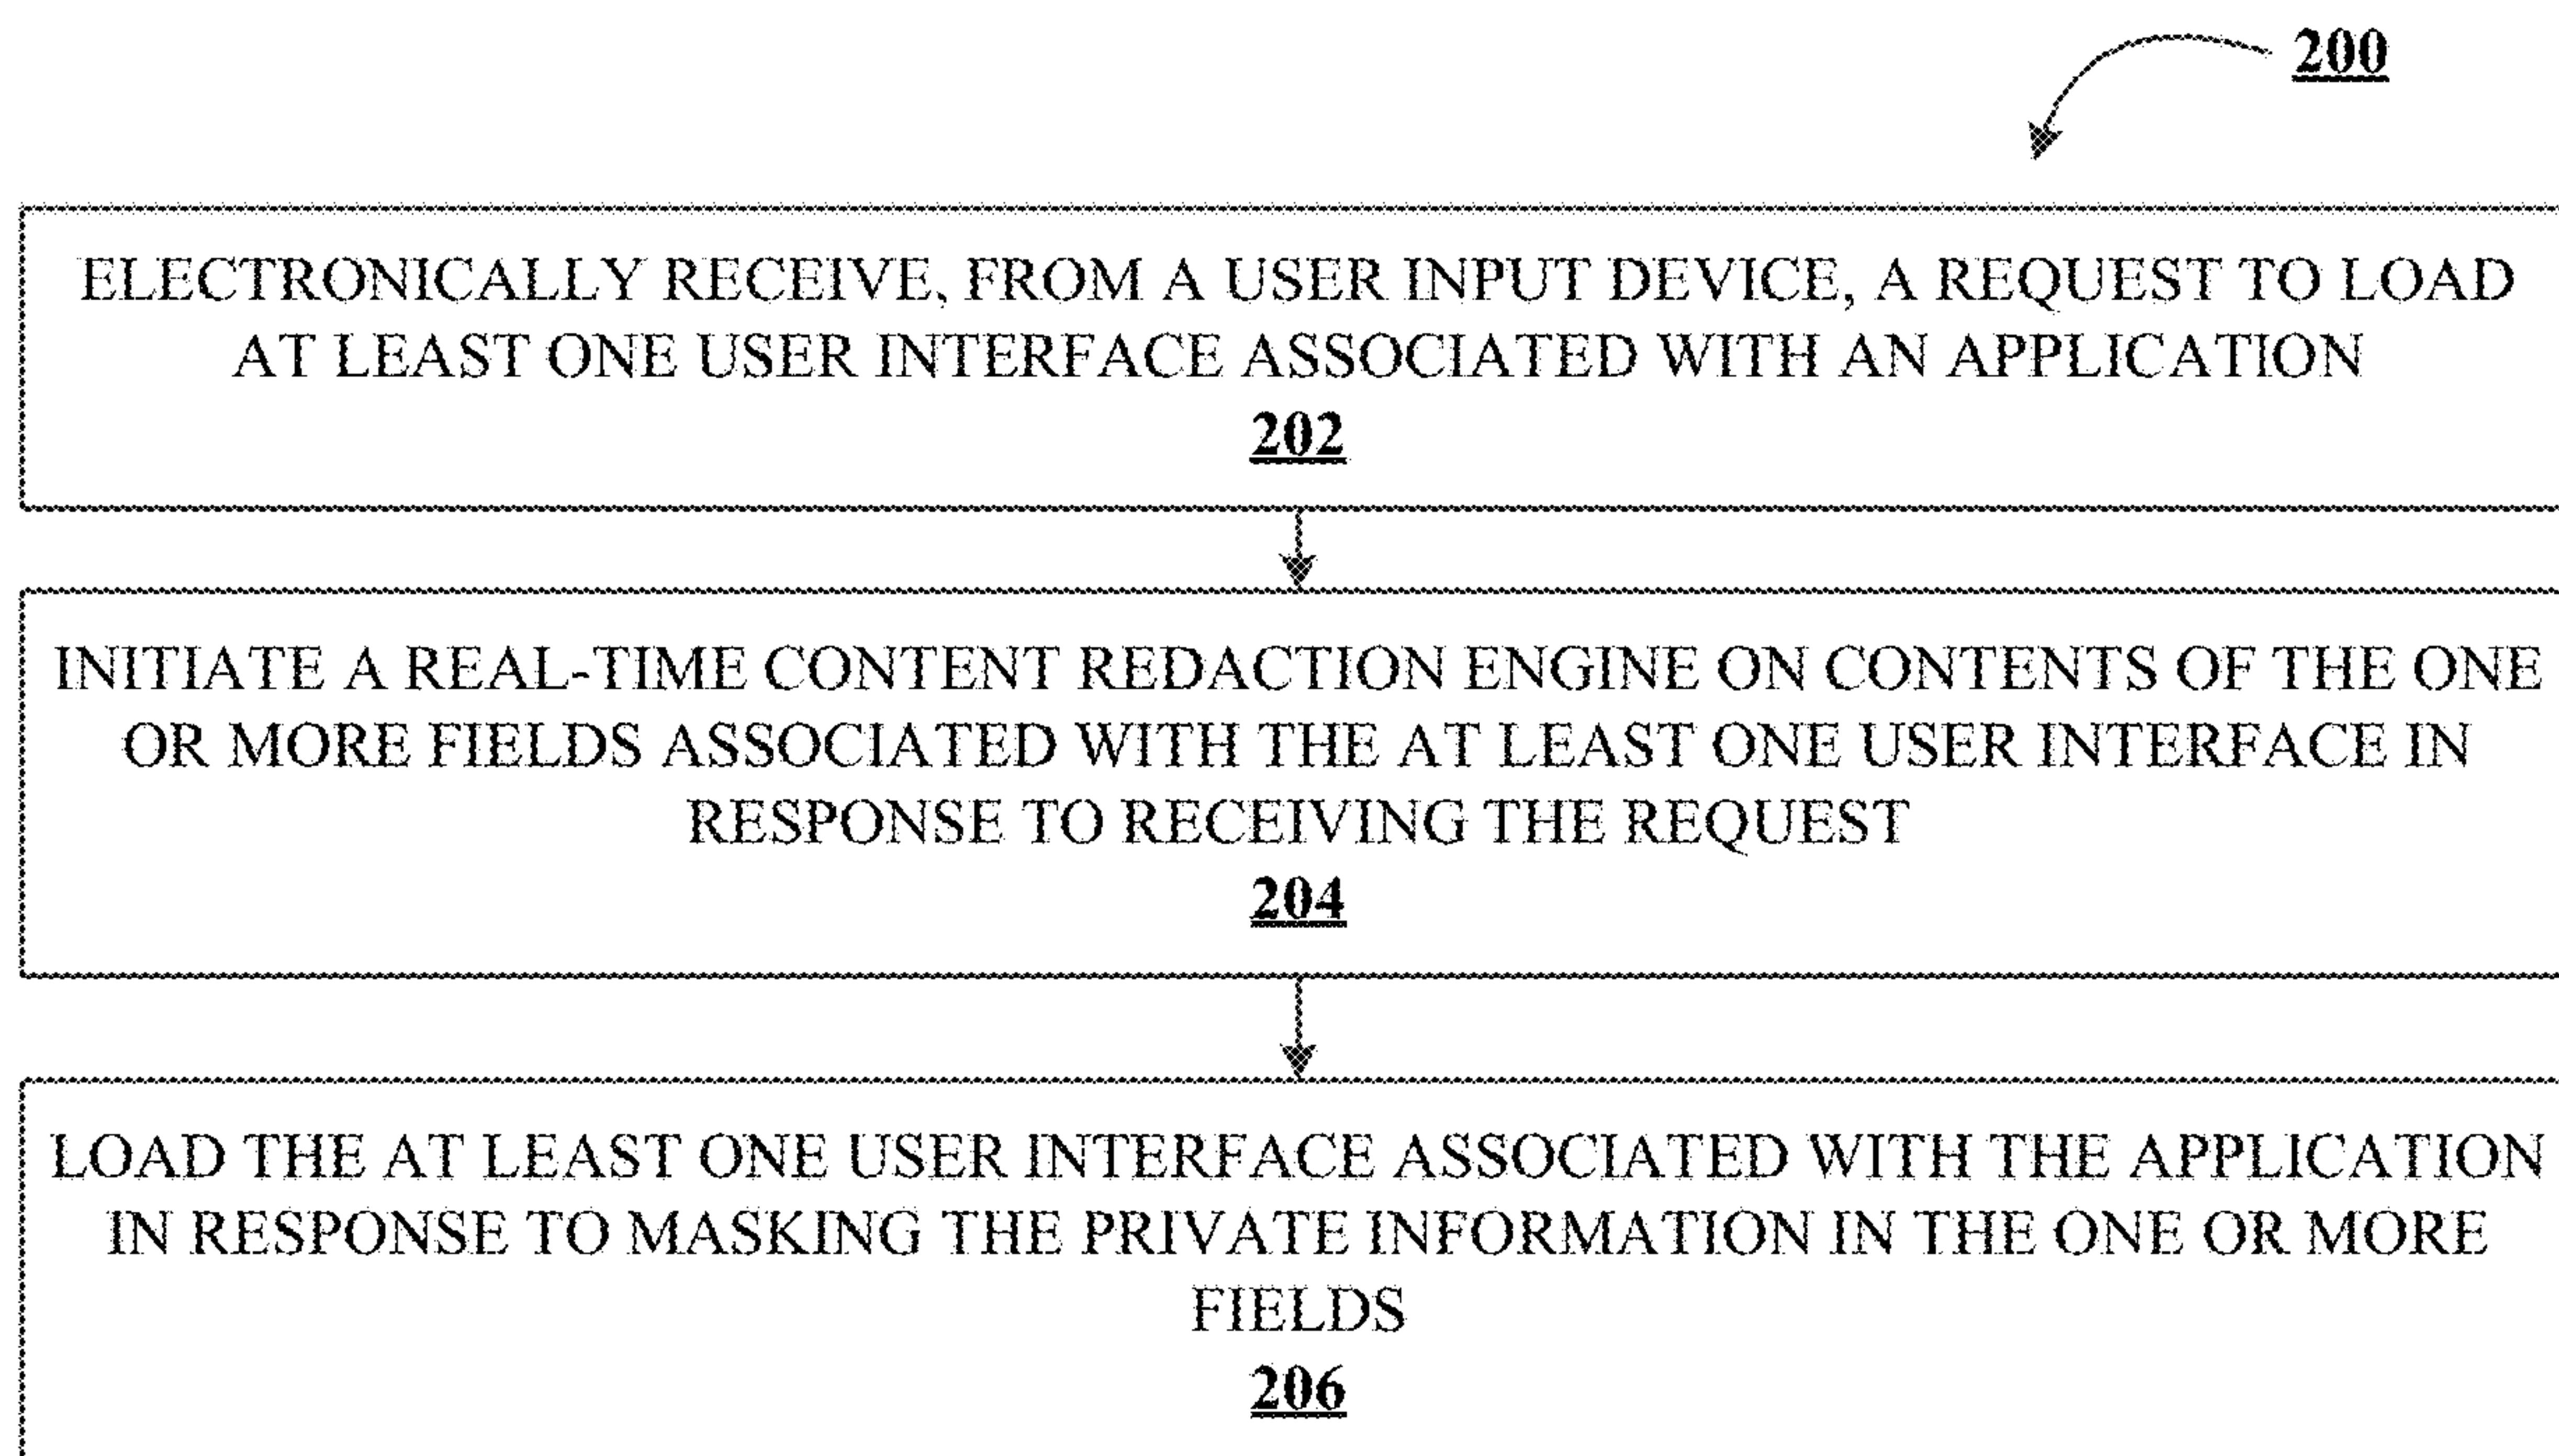 200
ELECTRONICALLY RECEIVE, FROM A USER INPUT DEVICE, A REQUEST TO LOAD
AT LEAST ONE USER INTERFACE ASSOCIATED WITH AN APPLICATION
202
INITIATE A REAL-TIME CONTENT REDACTION ENGINE ON CONTENTS OF THE ONE
OR MORE FIELDS ASSOCIATED WITH THE AT LEAST ONE USER INTERFACE IN
RESPONSE TO RECEIVING THE REQUEST
204
LOAD THE AT LEAST ONE USER INTERFACE ASSOCIATED WITH THE APPLICATION
IN RESPONSE TO MASKING THE PRIVATE INFORMATION IN THE ONE OR MORE
FIELDS
206